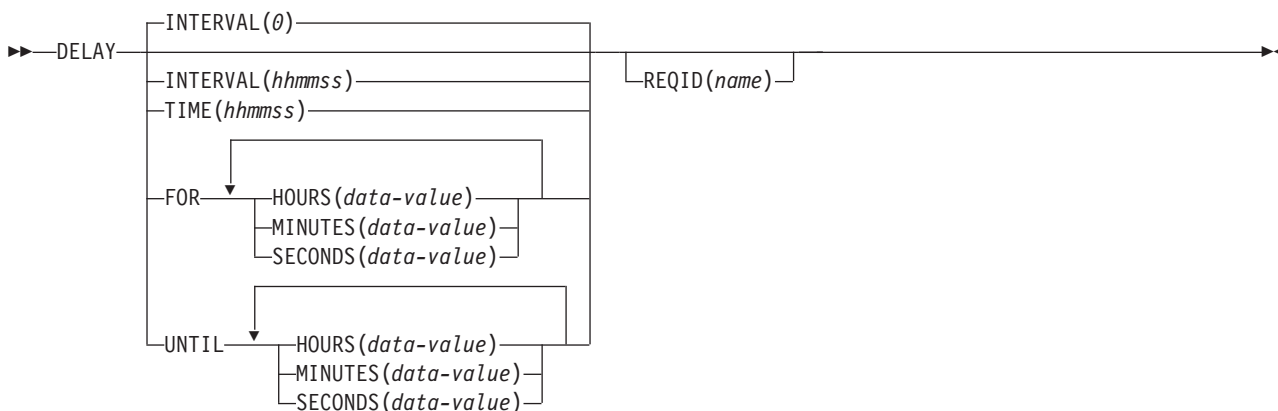 INTERVAL(0)
DELAY
INTERVAL(hhmmss)
REQID(name)
TIME(hhmmss)
FOR HOURS(data-value)
MINUTES(data-value)
SECONDS(data-value)
UNTIL HOURS(data-value)
MINUTES(data-value)
SECONDS(data-value)